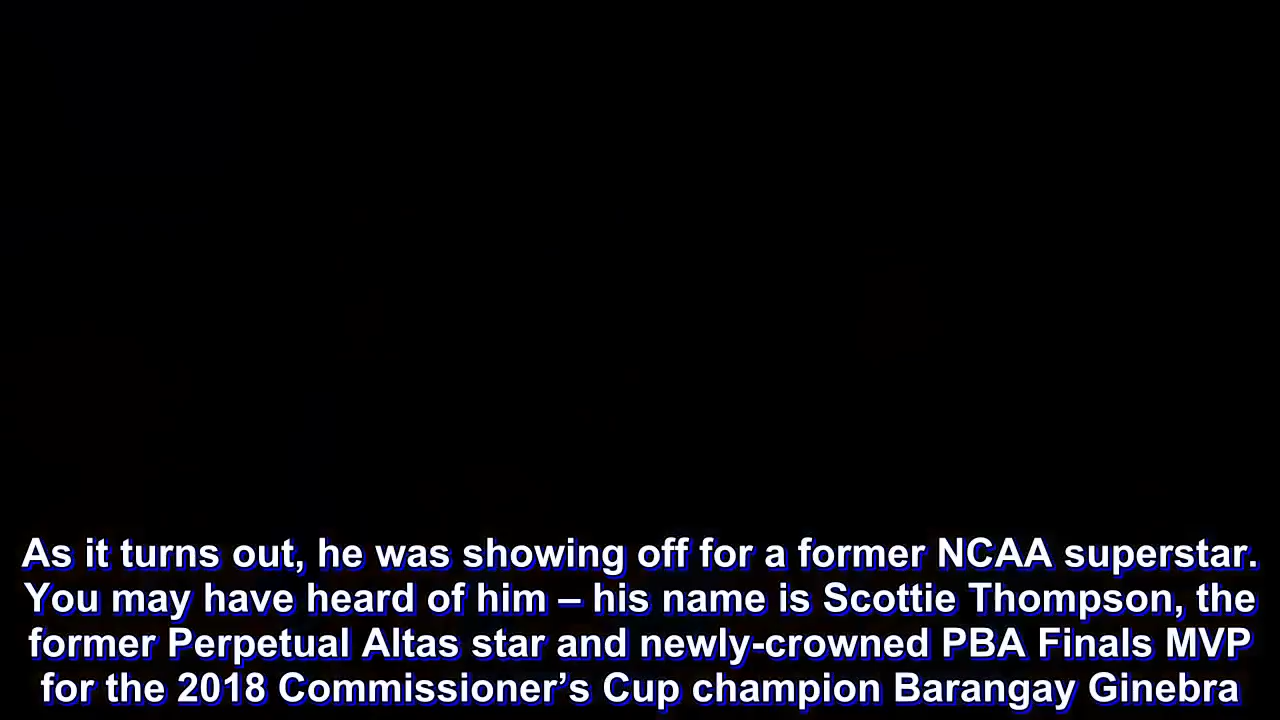 As it turns out, he was showing off for a former NCAA superstar.
You may have heard of him – his name is Scottie Thompson, the
former Perpetual Altas star and newly-crowned PBA Finals MVP
for the 2018 Commissioner’s Cup champion Barangay Ginebra